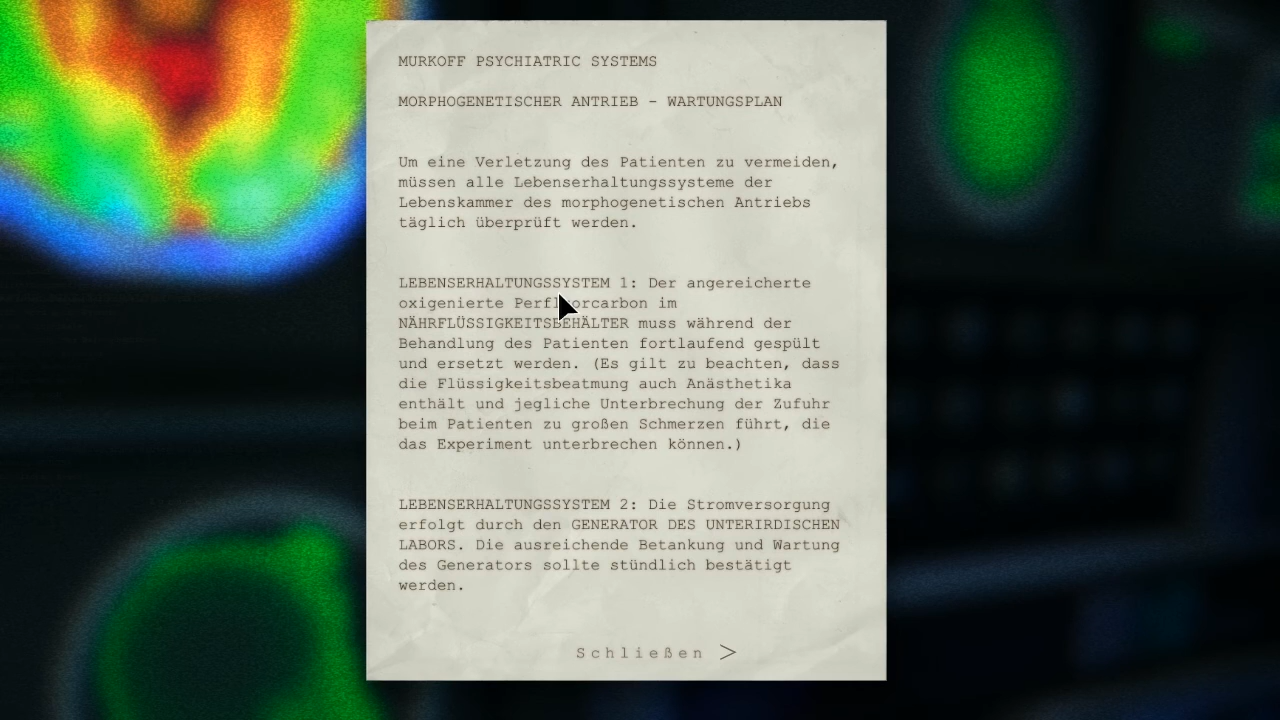 MURKOFF PSYCHIATRIC SYSTEMS
MORPHOGENETISCHER ANTRIEB - WARTUNGSPLAN
Um eine Verletzung des Patienten zu vermeiden,
müssen alle Lebenserhaltungssysteme der
Lebenskammer des morphogenetischen Antriebs
täglich überprüft werden.
LEBENSERHALTUNGSSYSTEM 1: Der angereicherte
oxigenierte Perfluorcarbon im
NÄHRFLÜSSIGKEITSBEHÄLTER muss während der
Behandlung des Patienten fortlaufend gespült
und ersetzt werden. (Es gilt zu beachten, dass
die Flüssigkeitsbeatmung auch Anästhetika
enthält und jegliche Unterbrechung der Zufuhr
beim Patienten zu großen Schmerzen führt, die
das Experiment unterbrechen können.)
LEBENSERHALTUNGSSYSTEM 2: Die Stromversorgung
erfolgt durch den GENERATOR DES UNTERIRDISCHEN
LABORS. Die ausreichende Betankung und Wartung
des Generators sollte stündlich bestätigt
werden.
Schließen >